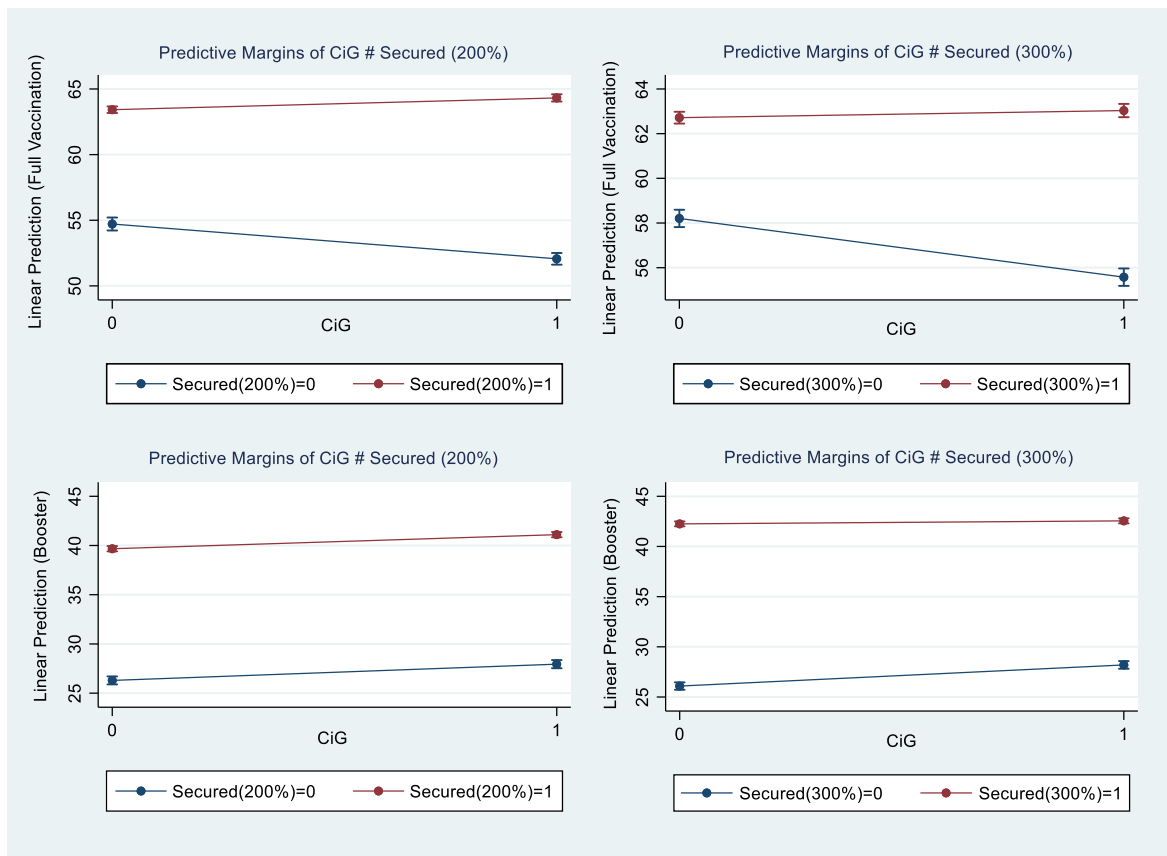 Predictive Margins of CiG # Secured (200%)
Linear Prediction (Full Vaccination)
65
60
55
50
0
1
CiG
Secured(200%)=0
Secured(200%)=1
Predictive Margins of CiG # Secured (300%)
Linear Prediction (Full Vaccination)
64
62
60
58
56
0
1
CiG
Secured(300%)=0
Secured(300%)=1
Predictive Margins of CiG # Secured (200%)
Linear Prediction (Booster)
45
40
35
30
25
0
1
CiG
Secured(200%)=0
Secured(200%)=1
Predictive Margins of CiG # Secured (300%)
Linear Prediction (Booster)
45
40
35
30
25
0
1
CiG
Secured(300%)=0
Secured(300%)=1